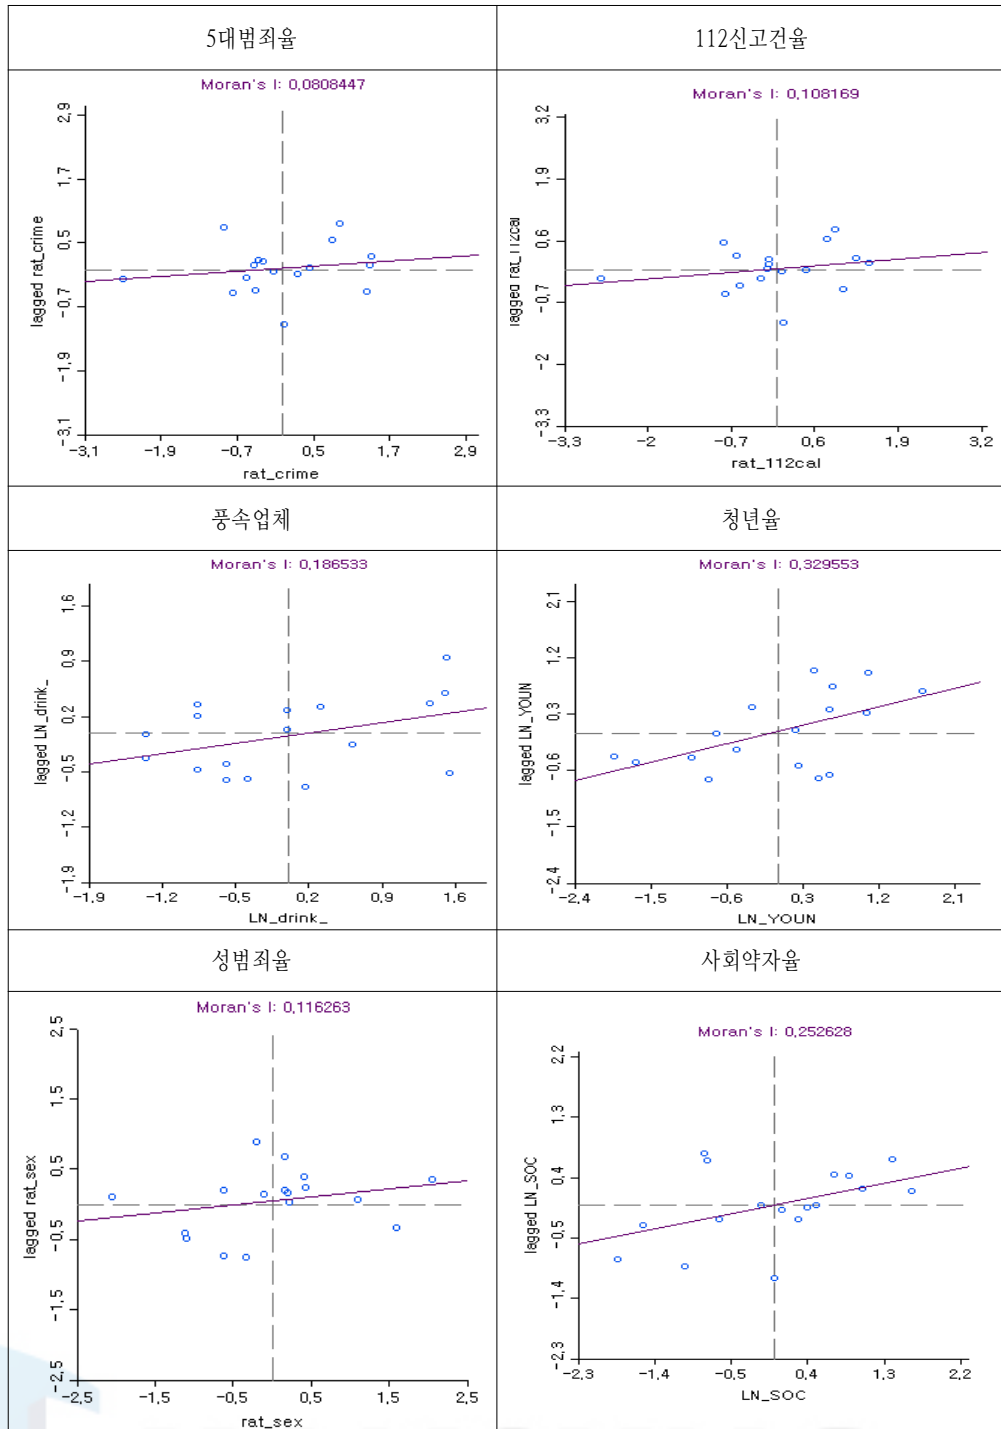 5대범죄율
112신고건율
Moran's I: 0,0808447
lagged rat_crime
2,9
1,7
0,5
-0,7
-1,9
-3,1
-3,1 -1,9 -0,7 0,5 1,7 2,9
rat_crime
Moran's I: 0,108169
lagged rat_112cal
3,2
1,9
0,6
-0,7
-2
-3,3
-3,3 -2 -0,7 0,6 1,9 3,2
rat_112cal
풍속업체
청년율
Moran's I: 0,186533
lagged LN_drink_
1,6
0,9
0,2
-0,5
-1,2
-1,9
-1,9 -1,2 -0,5 0,2 0,9 1,6
LN_drink_
Moran's I: 0,329553
lagged LN_YOUN
2,1
1,2
0,3
-0,6
-1,5
-2,4
-2,4 -1,5 -0,6 0,3 1,2 2,1
LN_YOUN
성범죄율
사회약자율
Moran's I: 0,116263
lagged rat_sex
2,5
1,5
0,5
-0,5
-1,5
-2,5
-2,5 -1,5 -0,5 0,5 1,5 2,5
rat_sex
Moran's I: 0,252628
lagged LN_SOC
2,2
1,3
0,4
-0,5
-1,4
-2,3
-2,3 -1,4 -0,5 0,4 1,3 2,2
LN_SOC